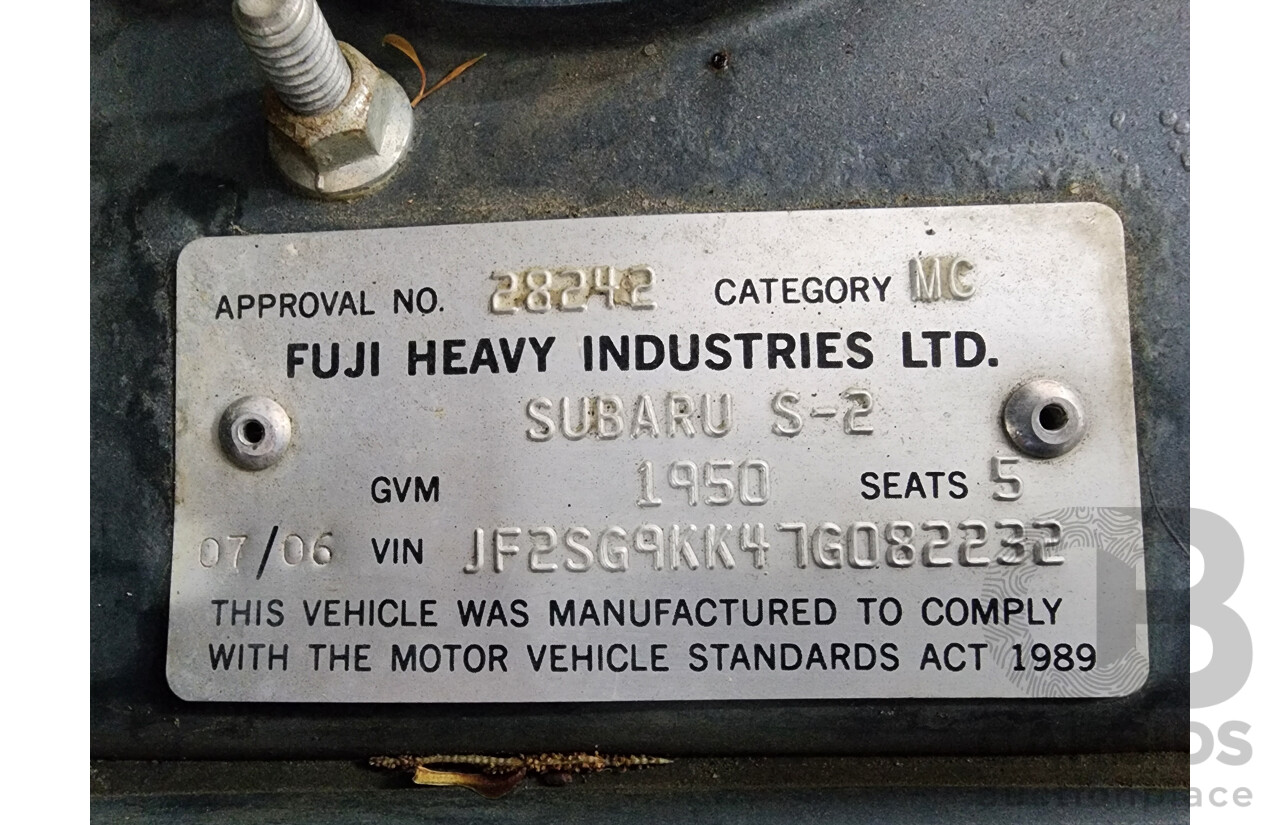 APPROVAL NO. 28242 CATEGORY MC
FUJI HEAVY INDUSTRIES LTD.
SUBARU S-2
GVM 1950 SEATS 5
07/06 VIN JF2SG9KK47G082232
THIS VEHICLE WAS MANUFACTURED TO COMPLY
WITH THE MOTOR VEHICLE STANDARDS ACT 1989